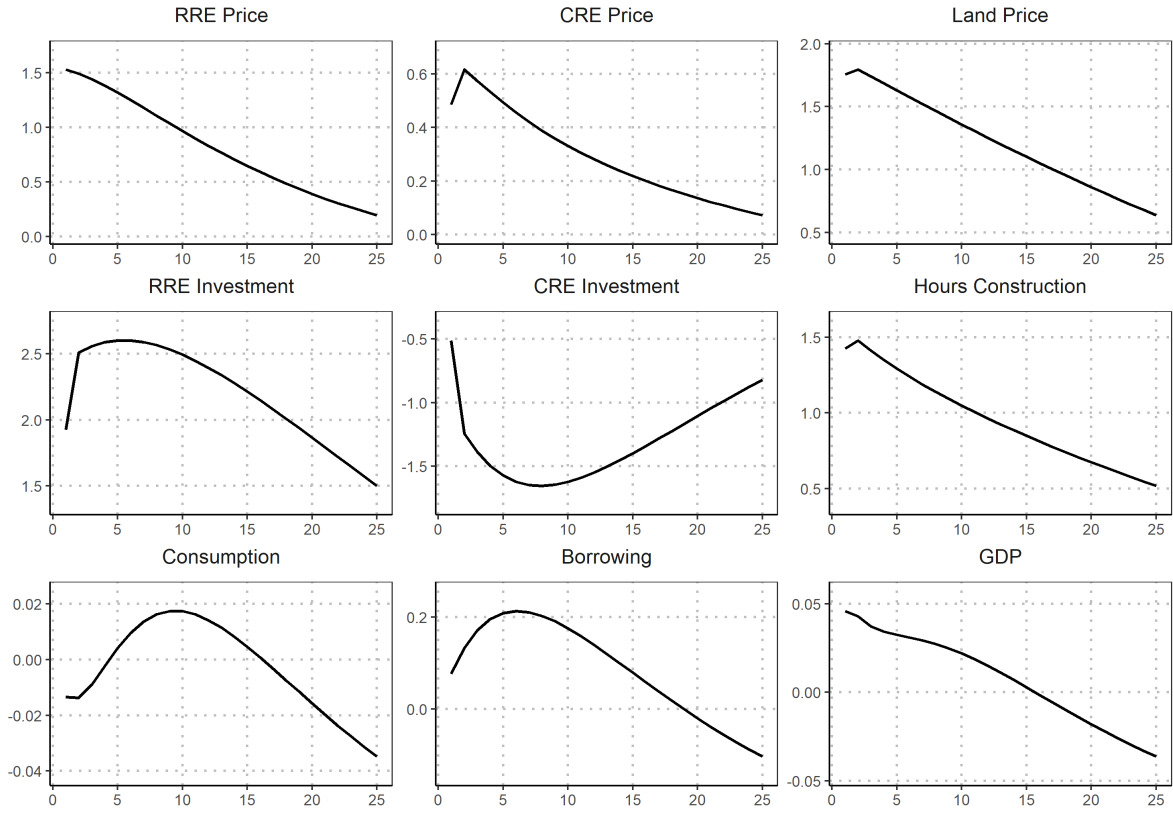 RRE Price
CRE Price
Land Price
1.5
1.0
0.5
0.0
0 5 10 15 20 25
0.6
0.4
0.2
0.0
0 5 10 15 20 25
2.0
1.5
1.0
0.5
0 5 10 15 20 25
RRE Investment
CRE Investment
Hours Construction
2.5
2.0
1.5
0 5 10 15 20 25
-0.5
-1.0
-1.5
0 5 10 15 20 25
1.5
1.0
0.5
0 5 10 15 20 25
Consumption
Borrowing
GDP
0.02
0.00
-0.02
-0.04
0 5 10 15 20 25
0.2
0.0
0 5 10 15 20 25
0.05
0.00
-0.05
0 5 10 15 20 25